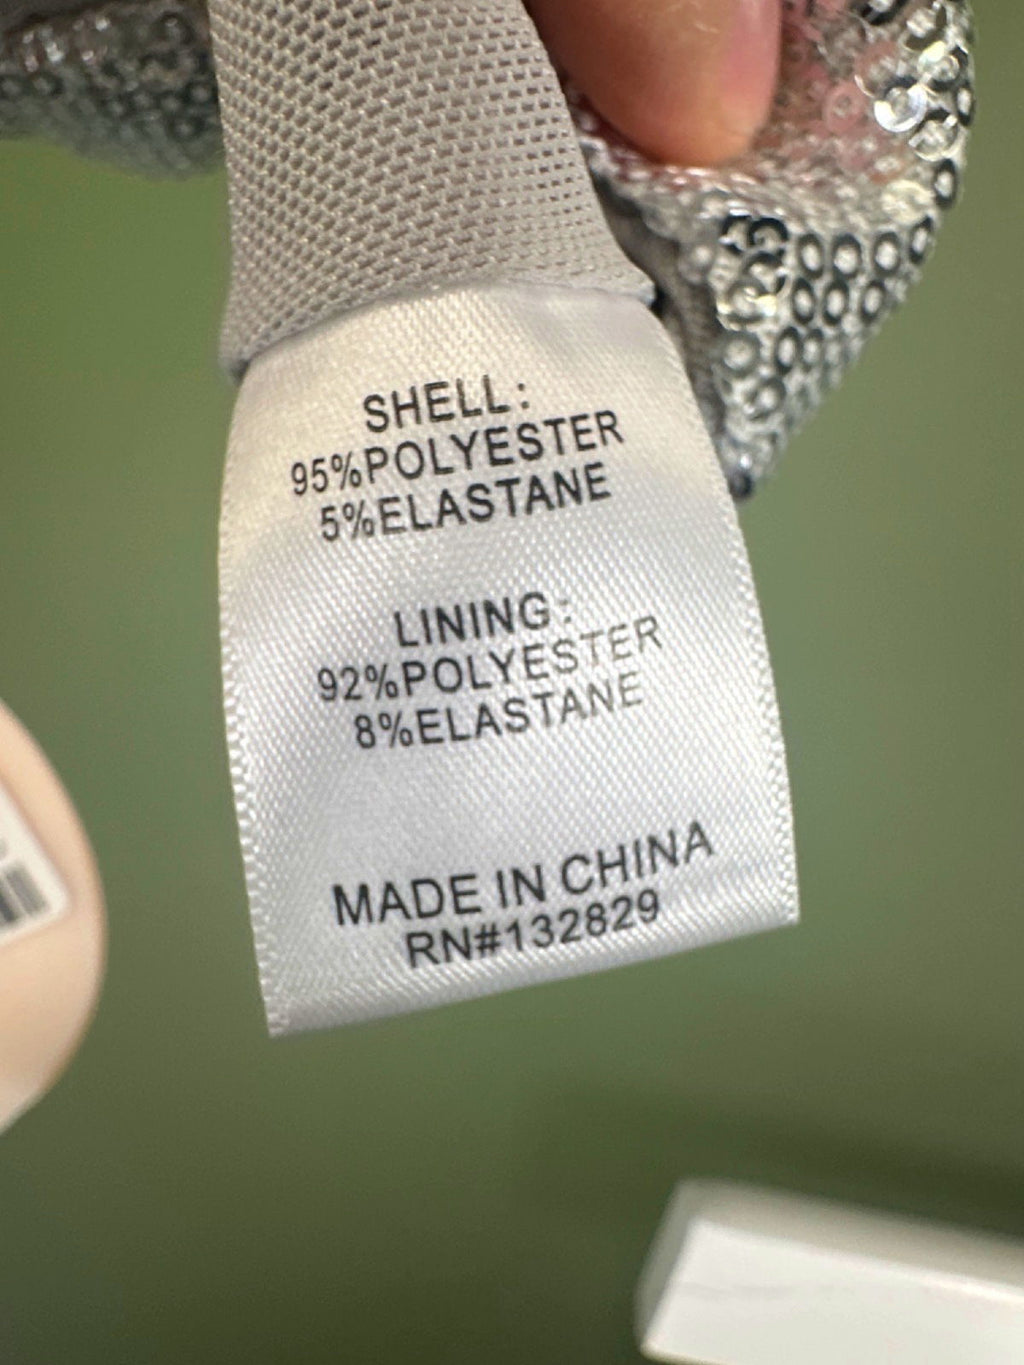 SHELL:
95%POLYESTER
5%ELASTANE
LINING:
92%POLYESTER
8%ELASTANE
MADE IN CHINA
RN#132829